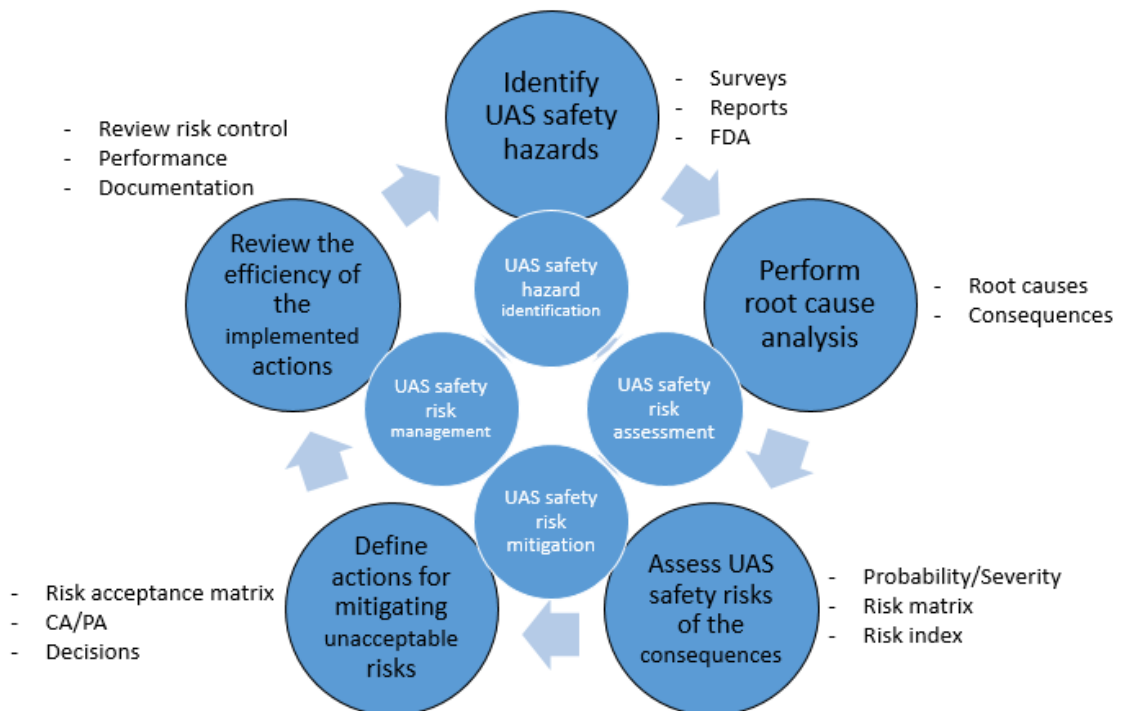 Identify
UAS safety
hazards
- Surveys
- Reports
- FDA
- Review risk control
- Performance
- Documentation
Review the
efficiency of
the
implemented
actions
UAS safety
hazard
identification
Perform
root cause
analysis
- Root causes
- Consequences
UAS safety
risk
management
UAS safety
risk
assessment
UAS safety
risk
mitigation
Define
actions for
mitigating
unacceptable
risks
- Risk acceptance matrix
- CA/PA
- Decisions
Assess UAS
safety risks
of the
consequences
- Probability/Severity
- Risk matrix
- Risk index